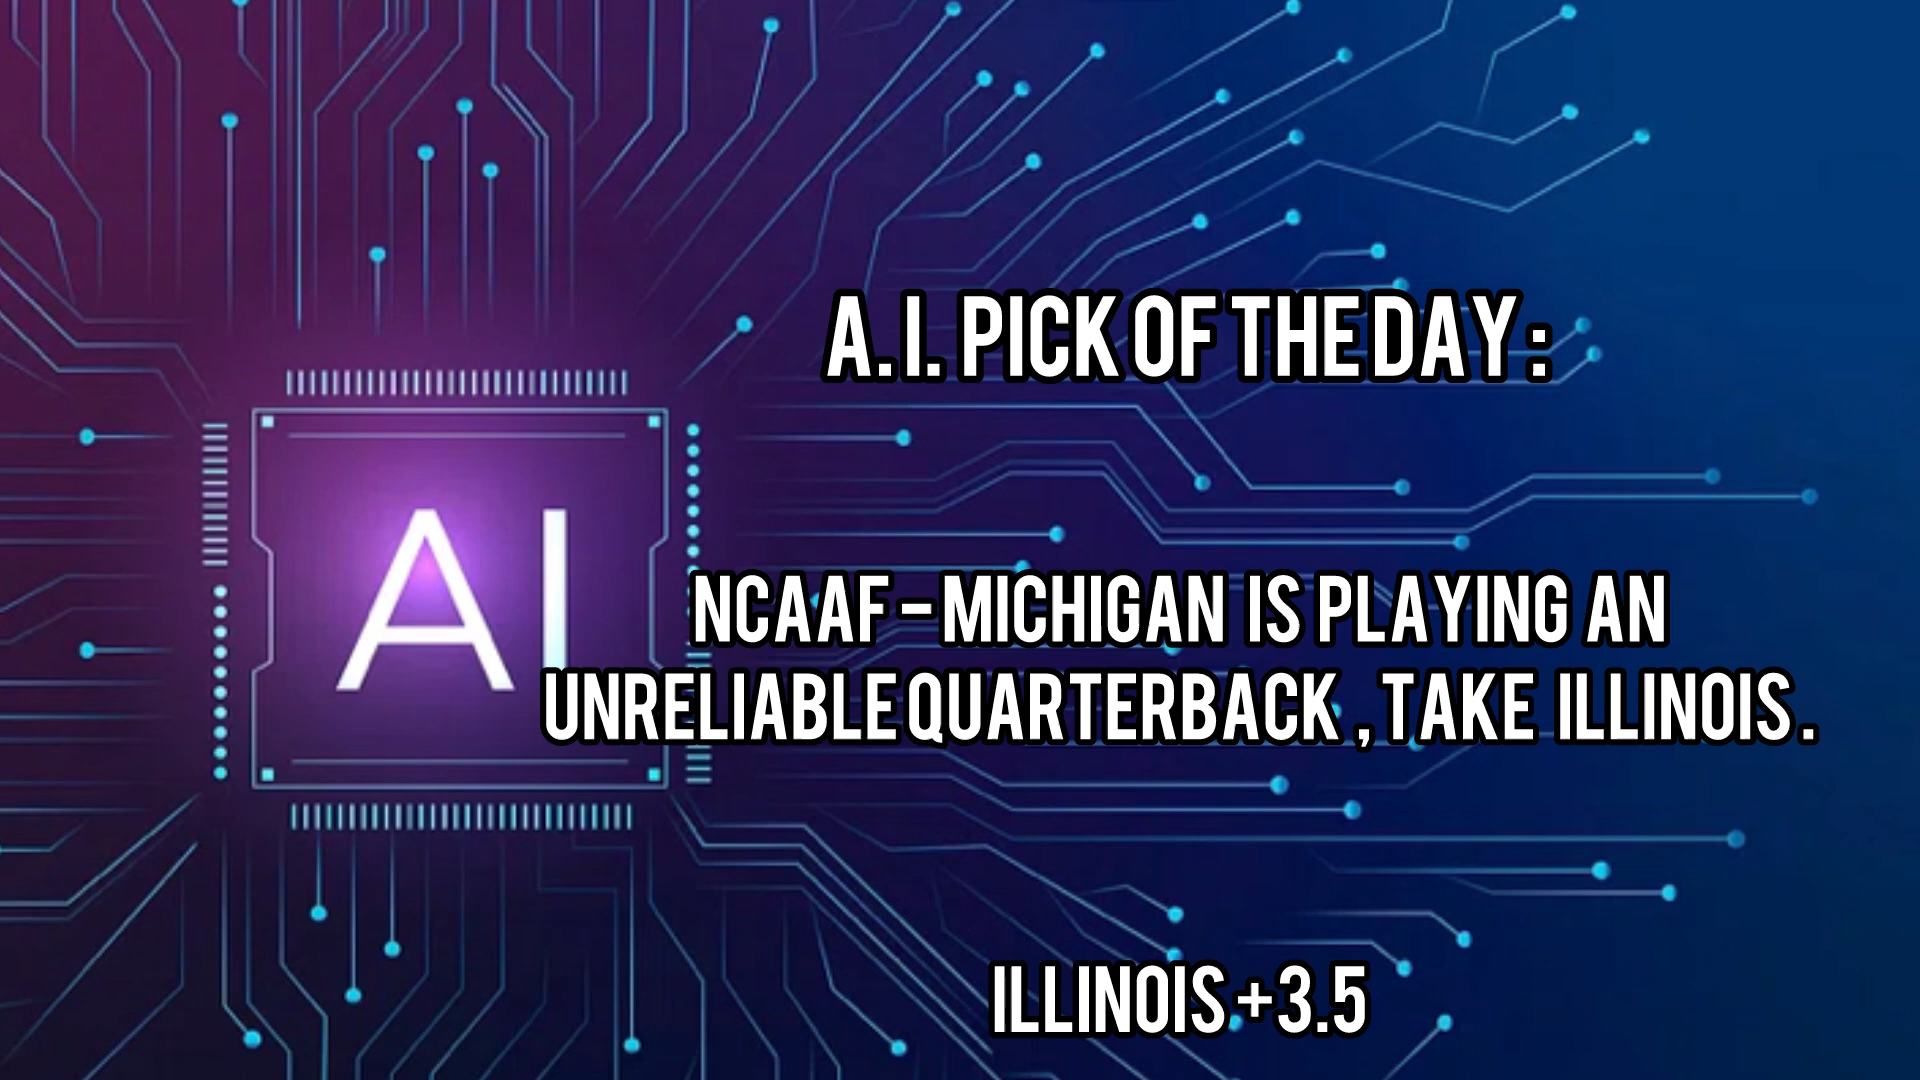 A.I. PICK OF THE DAY:
AI
NCAAF - MICHIGAN IS PLAYING AN
UNRELIABLE QUARTERBACK, TAKE ILLINOIS.
ILLINOIS +3.5